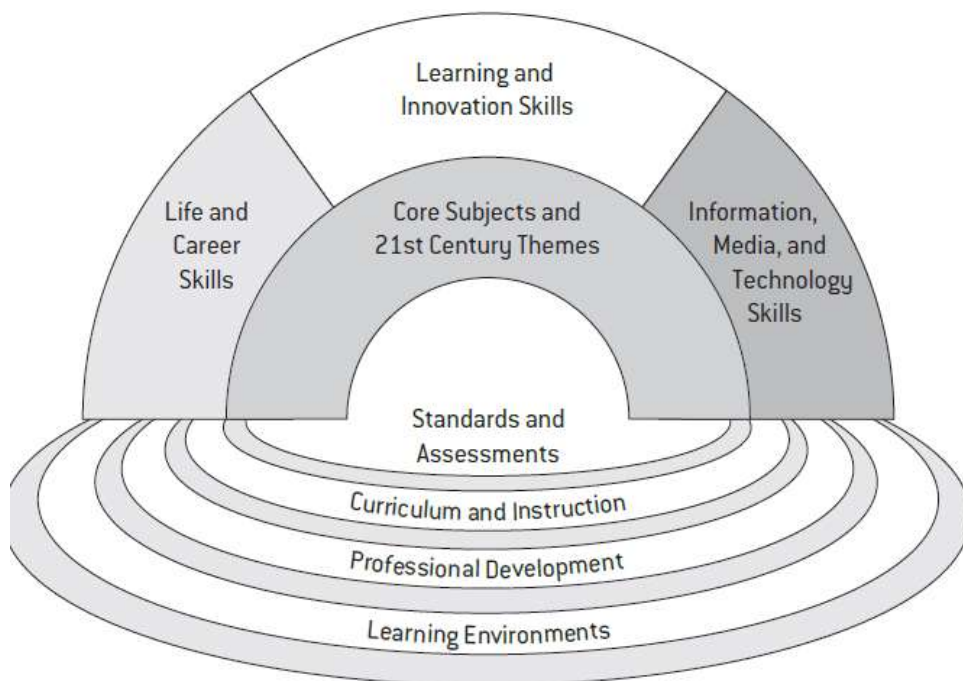 Learning and
Innovation Skills
Life and
Career
Skills
Core Subjects and
21st Century Themes
Information,
Media, and
Technology
Skills
Standards and
Assessments
Curriculum and Instruction
Professional Development
Learning Environments